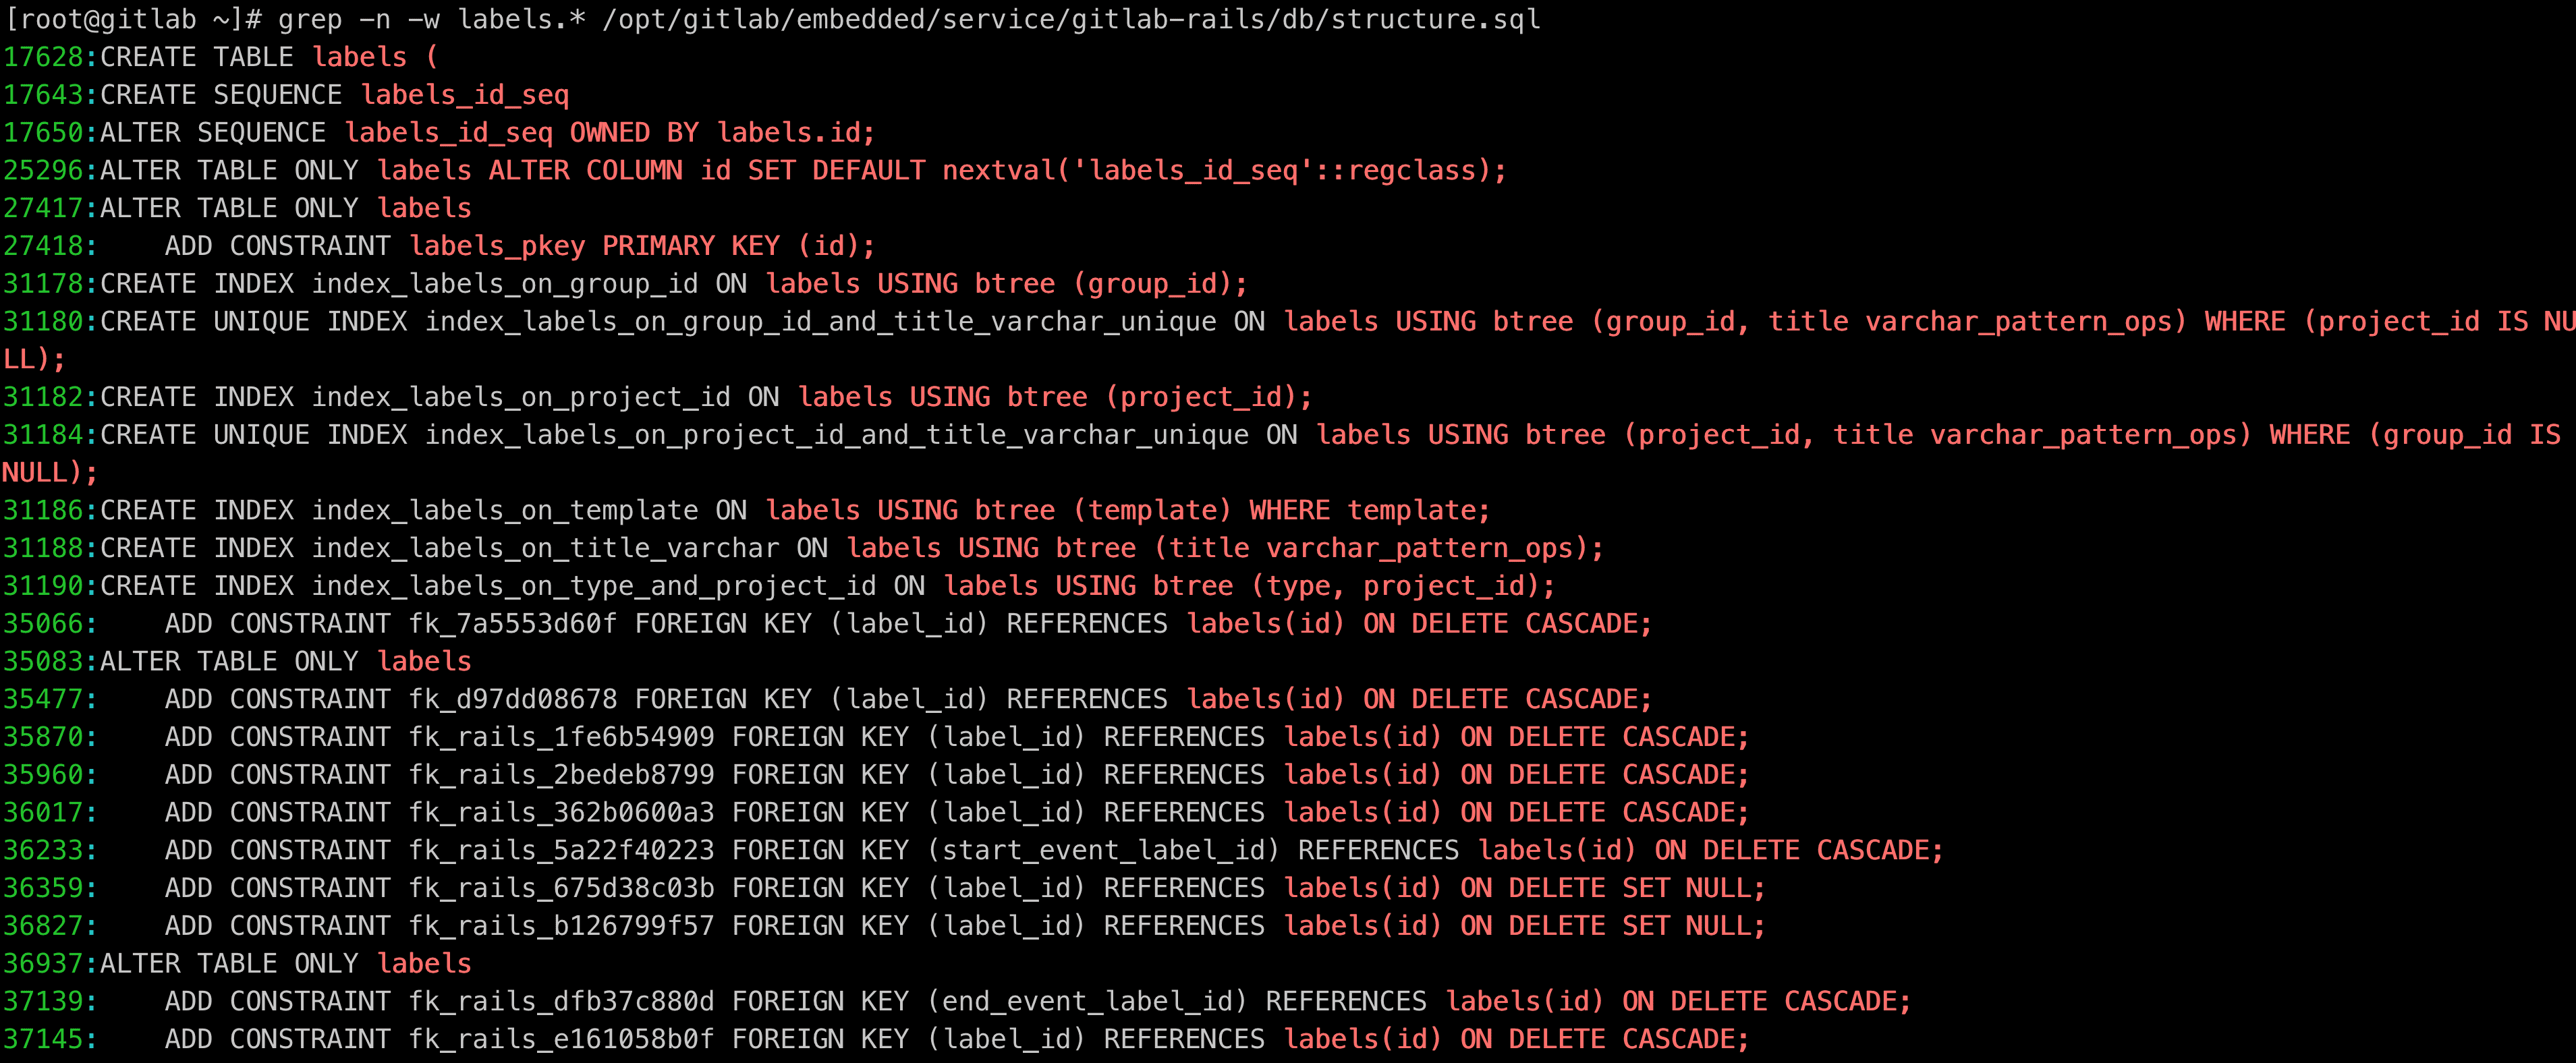 [root@gitlab ~]# grep -n -w labels.* /opt/gitlab/embedded/service/gitlab-rails/db/structure.sql
17628:CREATE TABLE labels (
17643:CREATE SEQUENCE labels_id_seq
17650:ALTER SEQUENCE labels_id_seq OWNED BY labels.id;
25296:ALTER TABLE ONLY labels ALTER COLUMN id SET DEFAULT nextval('labels_id_seq'::regclass);
27417:ALTER TABLE ONLY labels
27418:    ADD CONSTRAINT labels_pkey PRIMARY KEY (id);
31178:CREATE INDEX index_labels_on_group_id ON labels USING btree (group_id);
31180:CREATE UNIQUE INDEX index_labels_on_group_id_and_title_varchar_unique ON labels USING btree (group_id, title varchar_pattern_ops) WHERE (project_id IS NU
LL);
31182:CREATE INDEX index_labels_on_project_id ON labels USING btree (project_id);
31184:CREATE UNIQUE INDEX index_labels_on_project_id_and_title_varchar_unique ON labels USING btree (project_id, title varchar_pattern_ops) WHERE (group_id IS
NULL);
31186:CREATE INDEX index_labels_on_template ON labels USING btree (template) WHERE template;
31188:CREATE INDEX index_labels_on_title_varchar ON labels USING btree (title varchar_pattern_ops);
31190:CREATE INDEX index_labels_on_type_and_project_id ON labels USING btree (type, project_id);
35066:    ADD CONSTRAINT fk_7a5553d60f FOREIGN KEY (label_id) REFERENCES labels(id) ON DELETE CASCADE;
35083:ALTER TABLE ONLY labels
35477:    ADD CONSTRAINT fk_d97dd08678 FOREIGN KEY (label_id) REFERENCES labels(id) ON DELETE CASCADE;
35870:    ADD CONSTRAINT fk_rails_1fe6b54909 FOREIGN KEY (label_id) REFERENCES labels(id) ON DELETE CASCADE;
35960:    ADD CONSTRAINT fk_rails_2bedeb8799 FOREIGN KEY (label_id) REFERENCES labels(id) ON DELETE CASCADE;
36017:    ADD CONSTRAINT fk_rails_362b0600a3 FOREIGN KEY (label_id) REFERENCES labels(id) ON DELETE CASCADE;
36233:    ADD CONSTRAINT fk_rails_5a22f40223 FOREIGN KEY (start_event_label_id) REFERENCES labels(id) ON DELETE CASCADE;
36359:    ADD CONSTRAINT fk_rails_675d38c03b FOREIGN KEY (label_id) REFERENCES labels(id) ON DELETE SET NULL;
36827:    ADD CONSTRAINT fk_rails_b126799f57 FOREIGN KEY (label_id) REFERENCES labels(id) ON DELETE SET NULL;
36937:ALTER TABLE ONLY labels
37139:    ADD CONSTRAINT fk_rails_dfb37c880d FOREIGN KEY (end_event_label_id) REFERENCES labels(id) ON DELETE CASCADE;
37145:    ADD CONSTRAINT fk_rails_e161058b0f FOREIGN KEY (label_id) REFERENCES labels(id) ON DELETE CASCADE;